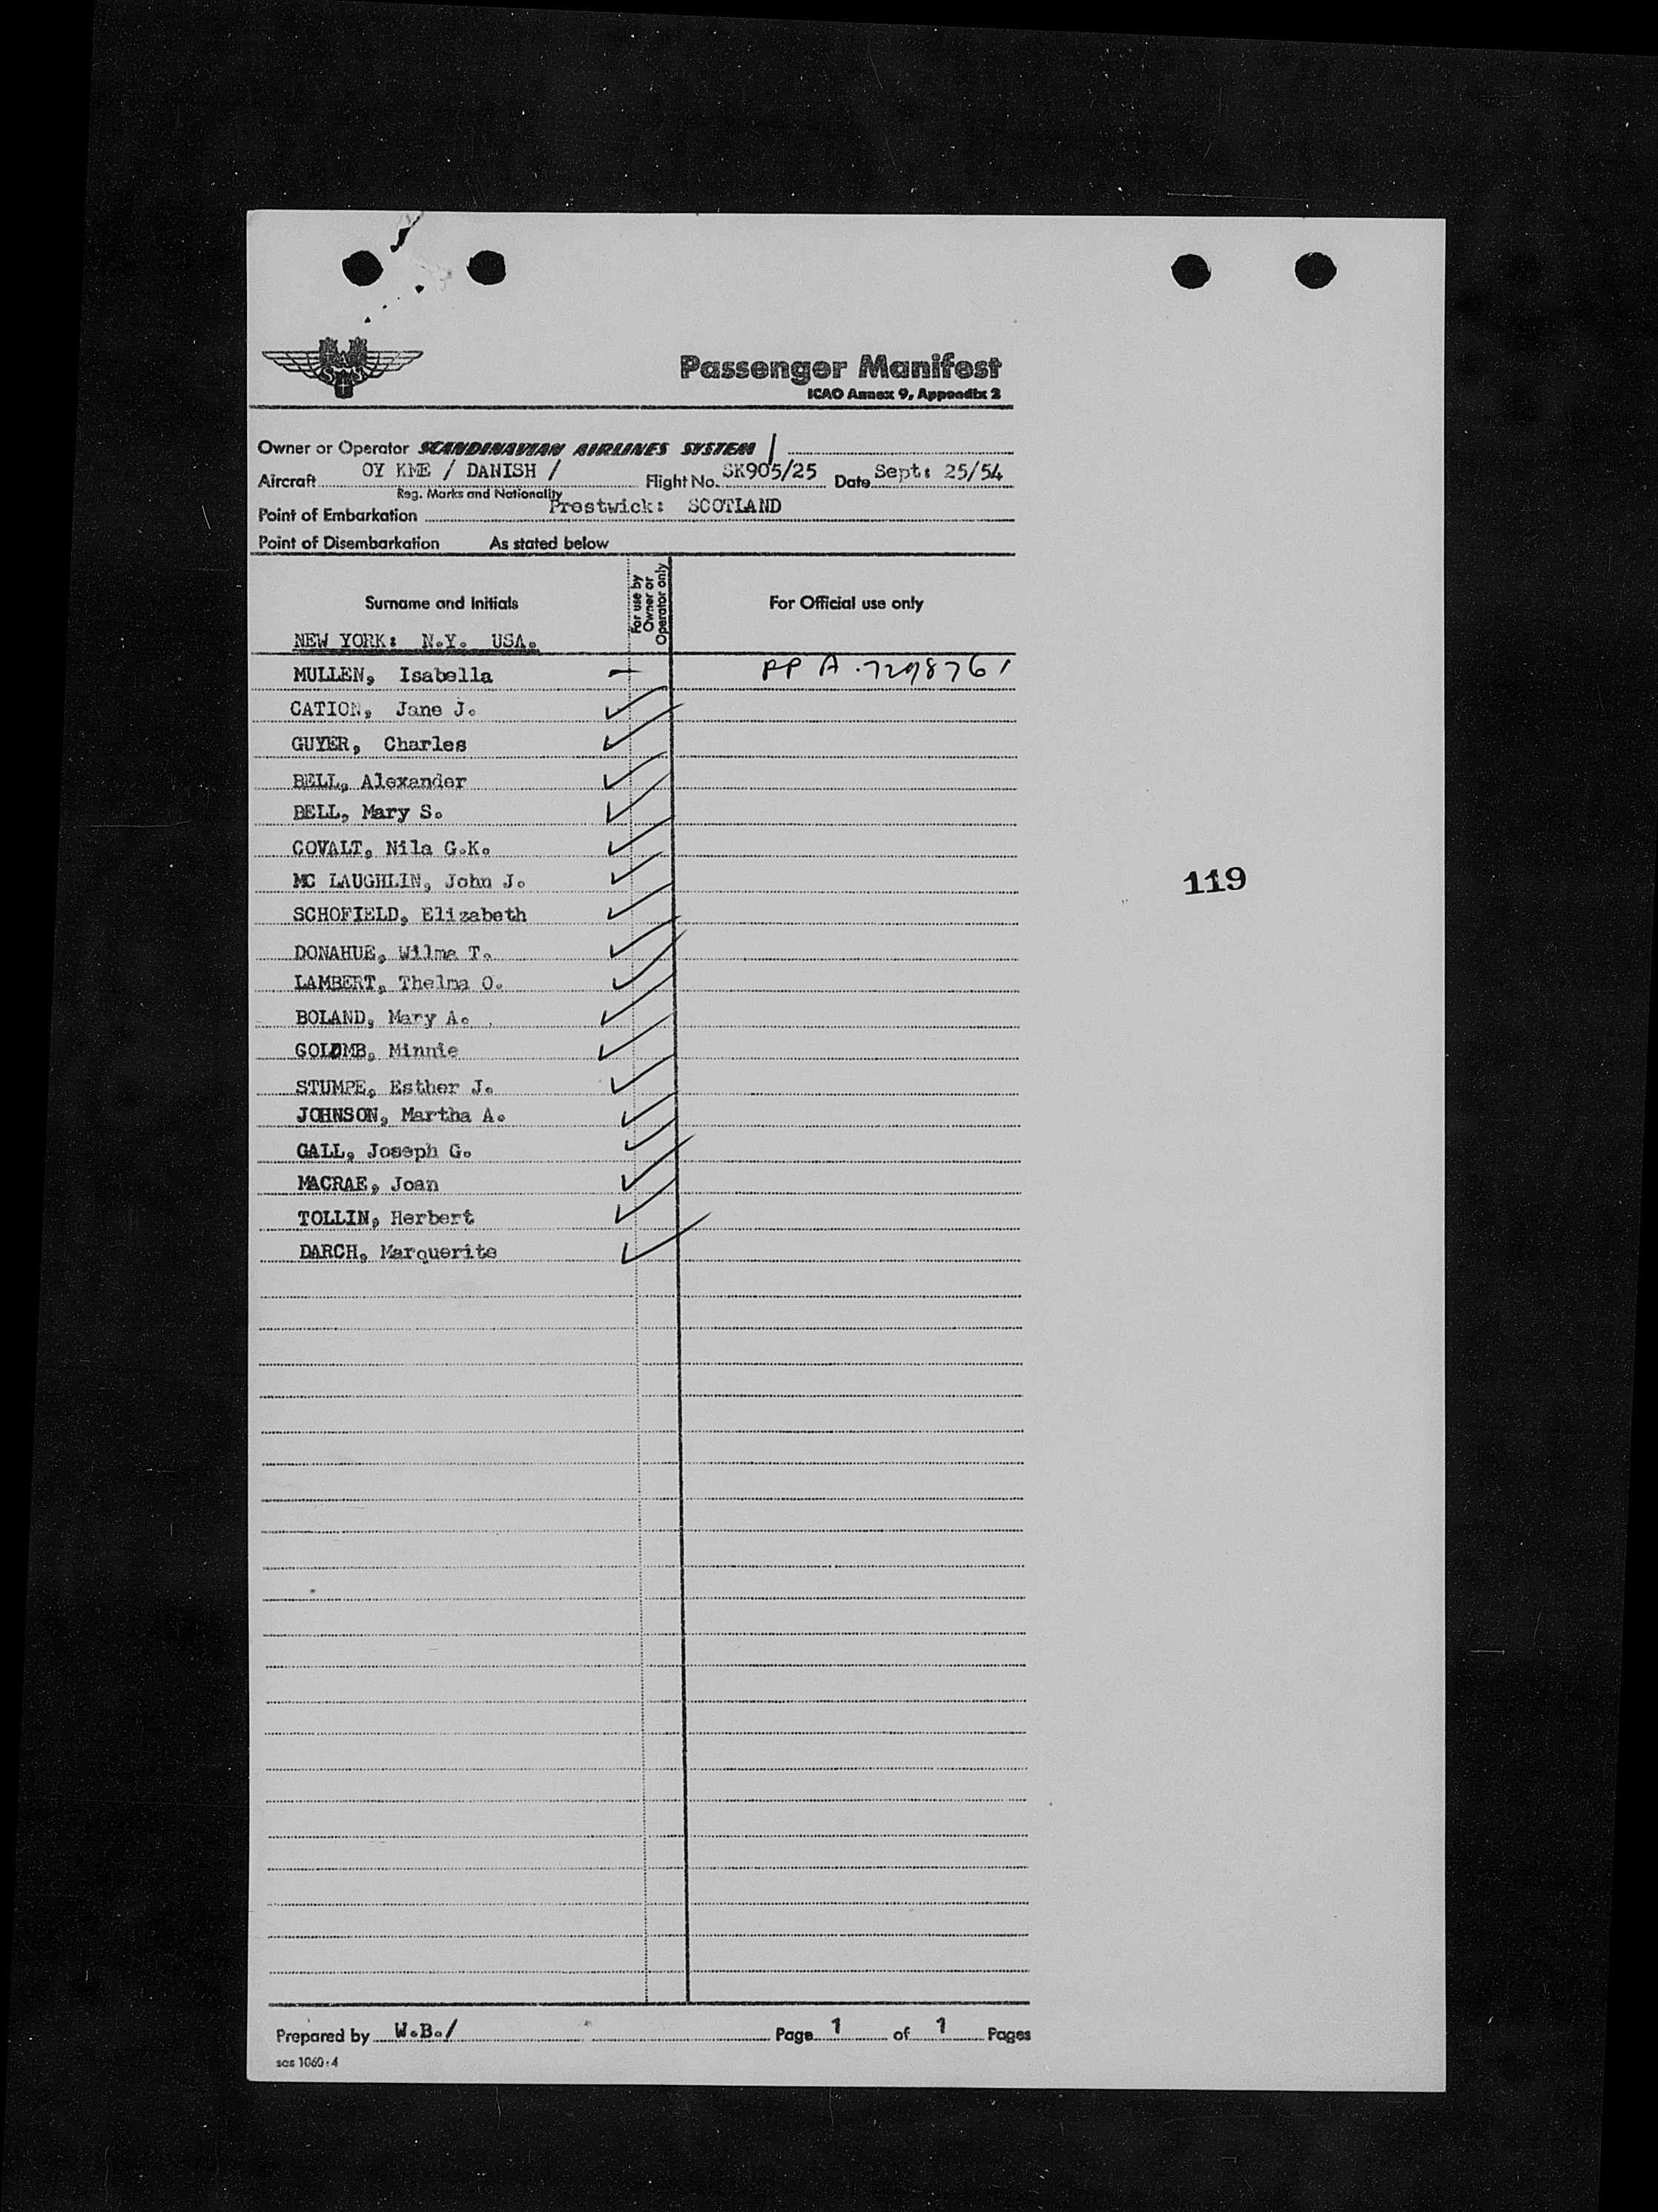 Passenger Manifest
ICAO Annex 9, Appendix 2
Owner or Operator SCANDINAVIAN AIRLINES SYSTEM /
Aircraft OY KME / DANISH / Flight No. SK905/25 Date Sept: 25/54
Reg. Marks and Nationality
Point of Embarkation Prestwick: SCOTLAND
Point of Disembarkation As stated below
Surname and Initials For use by Owner or Operator only For Official use only
NEW YORK: N.Y. USA.
MULLEN, Isabella PP A.7298761
CATION, Jane J.
GUYER, Charles
BELL, Alexander
BELL, Mary S.
COVALT, Nila G.K.
MC LAUGHLIN, John J.
119
SCHOFIELD, Elizabeth
DONAHUE, Wilma T.
LAMBERT, Thelma O.
BOLAND, Mary A.
Minnie
STUMPE, Esther J.
JOHNSON, Martha A.
GALL, Joseph G.
MACRAE, Joan
TOLLIN, Herbert
DARCH, Marquerite
Prepared by W.B./ Page 1 of 1 Pages
sas 1060:4